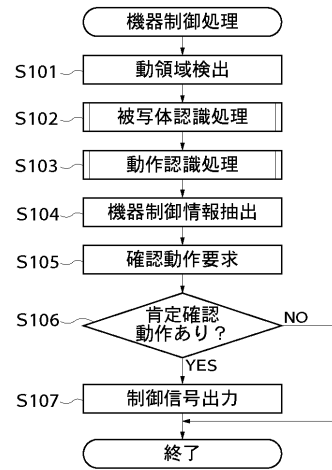 機器制御処理
S101 動領域検出
S102 被写体認識処理
S103 動作認識処理
S104 機器制御情報抽出
S105 確認動作要求
S106 肯定確認
動作あり？ NO
YES
S107 制御信号出力
終了